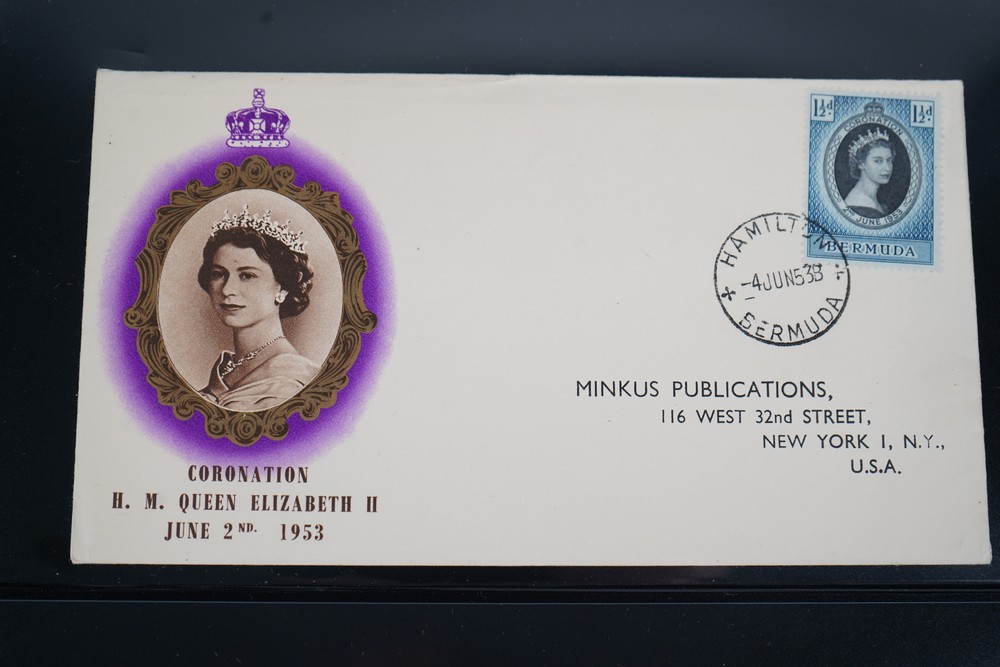 1½d.
1½d.
CORONATION
2ND JUNE 1953
BERMUDA
HAMILTON
-4JUN53B
BERMUDA
MINKUS PUBLICATIONS,
116 WEST 32nd STREET,
NEW YORK 1, N.Y.,
U.S.A.
CORONATION
H. M. QUEEN ELIZABETH II
JUNE 2ND. 1953